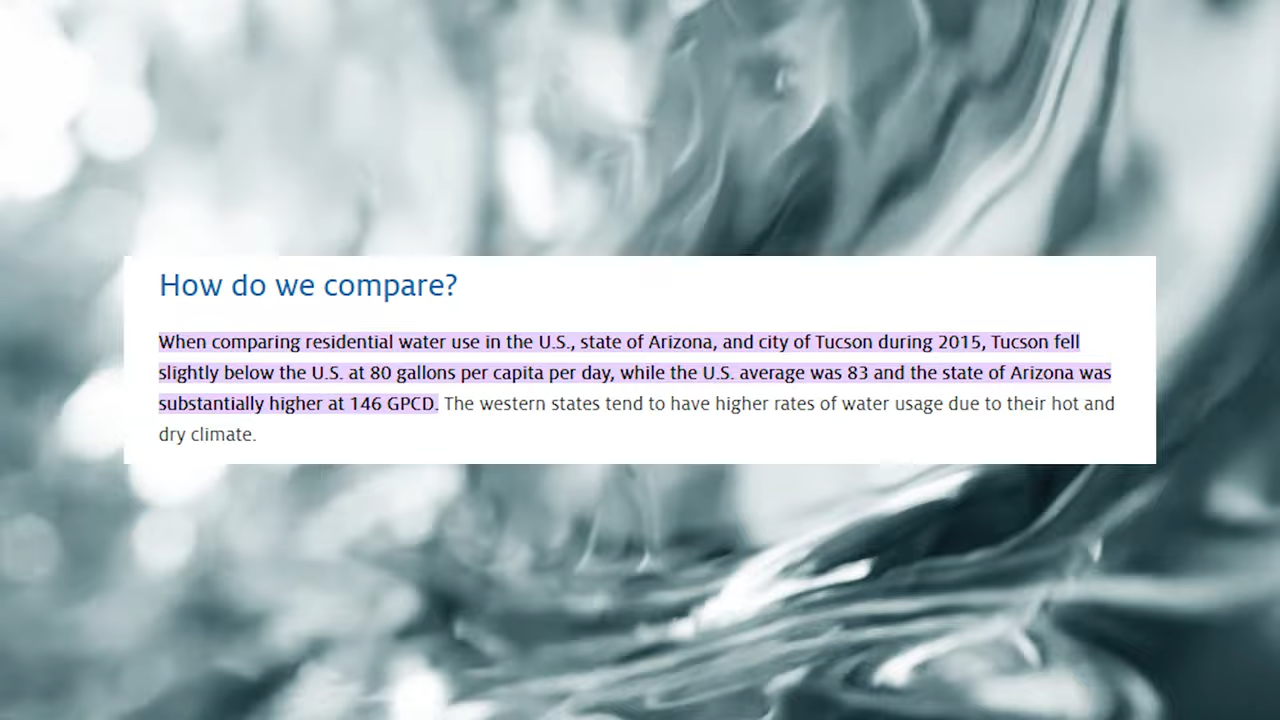 How do we compare?
When comparing residential water use in the U.S., state of Arizona, and city of Tucson during 2015, Tucson fell
slightly below the U.S. at 80 gallons per capita per day, while the U.S. average was 83 and the state of Arizona was
substantially higher at 146 GPCD. The western states tend to have higher rates of water usage due to their hot and
dry climate.